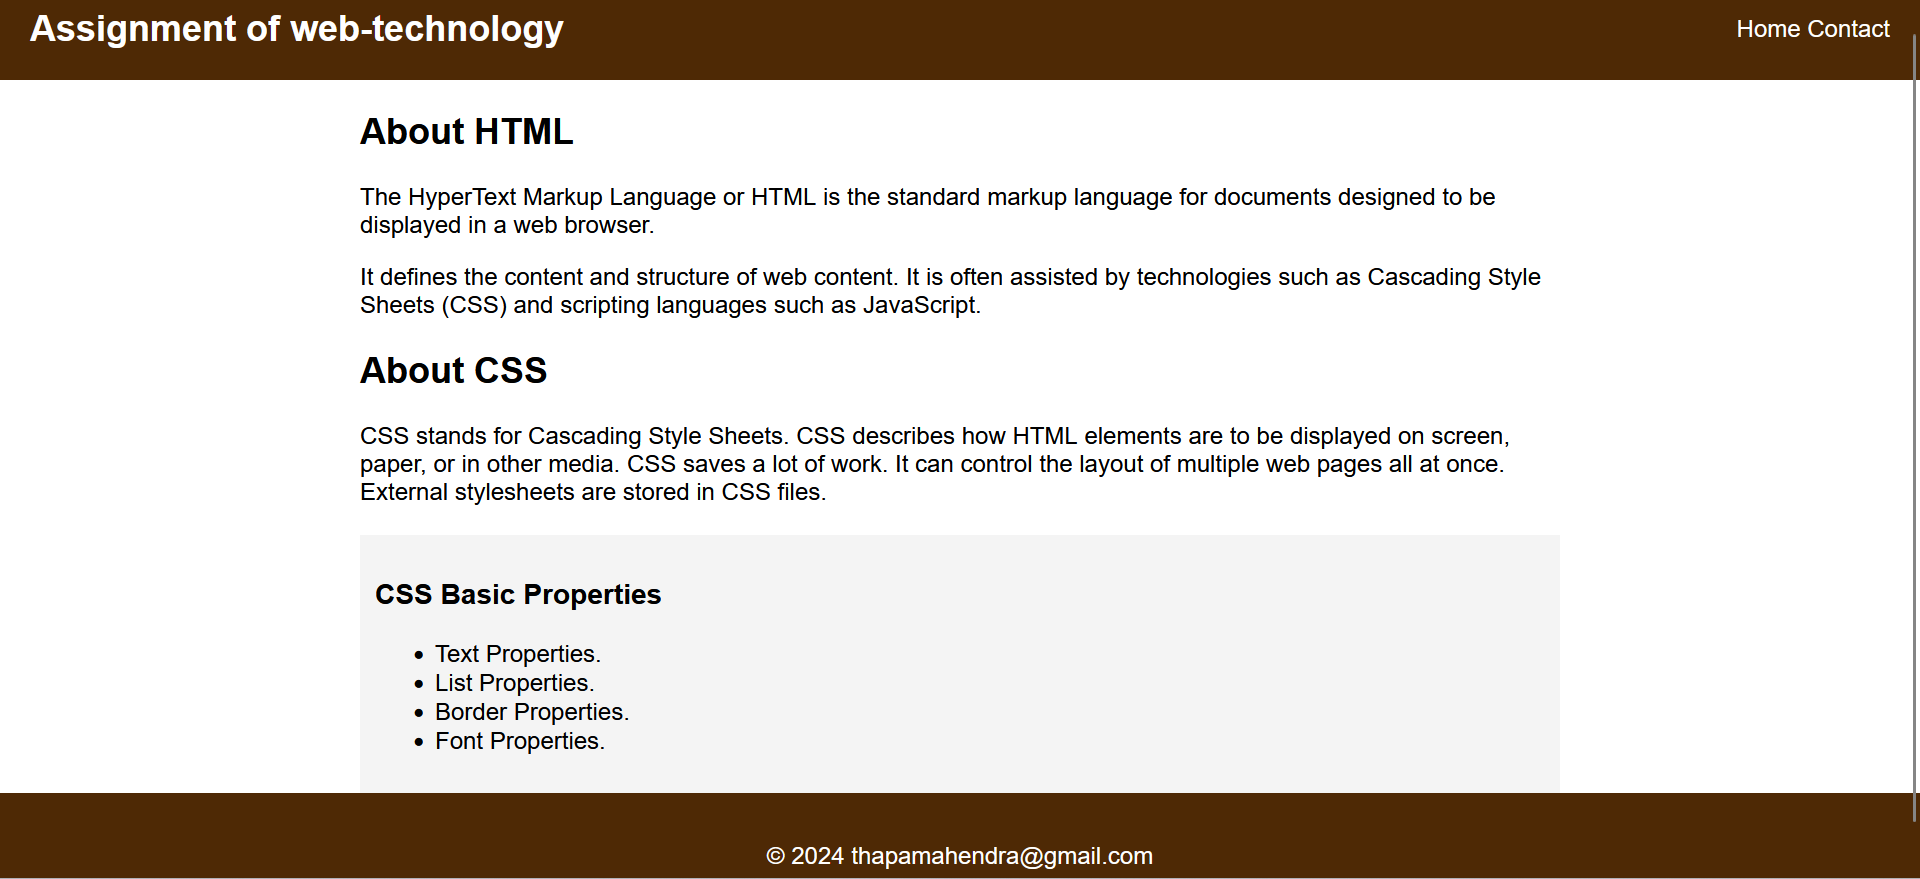 Assignment of web-technology
Home Contact
About HTML
The HyperText Markup Language or HTML is the standard markup language for documents designed to be
displayed in a web browser.
It defines the content and structure of web content. It is often assisted by technologies such as Cascading Style
Sheets (CSS) and scripting languages such as JavaScript.
About CSS
CSS stands for Cascading Style Sheets. CSS describes how HTML elements are to be displayed on screen,
paper, or in other media. CSS saves a lot of work. It can control the layout of multiple web pages all at once.
External stylesheets are stored in CSS files.
CSS Basic Properties
• Text Properties.
• List Properties.
• Border Properties.
• Font Properties.
© 2024 thapamahendra@gmail.com